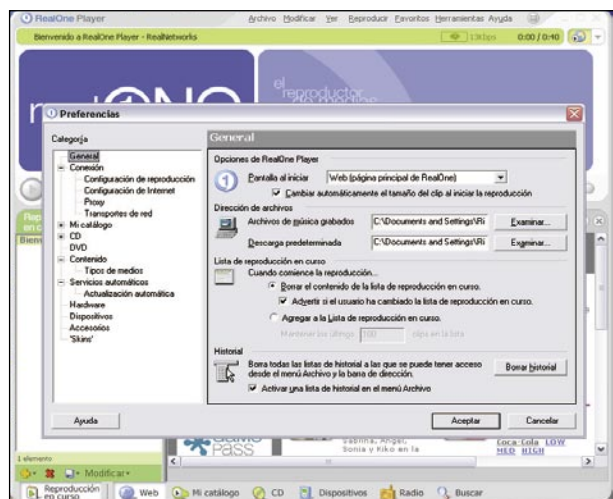 RealOne Player
Archivo Modificar Ver Reproducir Favoritos Herramientas Ayuda
Bienvenido a RealOne Player - RealNetworks
0:00 / 0:40
el
reproductor
Preferencias
Categoría
General
Conexión
Configuración de reproducción
Configuración de Internet
Proxy
Transportes de red
Mi catálogo
CD
DVD
Contenido
Tipos de medios
Servicios automáticos
Actualización automática
Hardware
Dispositivos
Accesorios
'Skins'
General
Opciones de RealOne Player
Pantalla al iniciar
Web (página principal de RealOne)
Cambiar automáticamente el tamaño del clip al iniciar la reproducción
Dirección de archivos
Archivos de música grabados
C:\Documents and Settings\Ri
Examinar...
Descarga predeterminada
C:\Documents and Settings\Ri
Examinar...
Lista de reproducción en curso
Cuando comience la reproducción...
Borrar el contenido de la lista de reproducción en curso.
Advertir si el usuario ha cambiado la lista de reproducción en curso.
Agregar a la Lista de reproducción en curso.
Mantener los últimos 100 clips en la lista
Historial
Borra todas las listas de historial a las que se puede tener acceso
desde el menú Archivo y la barra de dirección.
Borrar historial
Activar una lista de historial en el menú Archivo
Ayuda
Aceptar
Cancelar
PASS
Sabrina, Angel,
Sonia y Kiko en la
Coca-Cola LOW
MED HIGH
1 elemento
Modificar
Reproducción
en curso
Web
Mi catálogo
CD
Dispositivos
Radio
Buscar